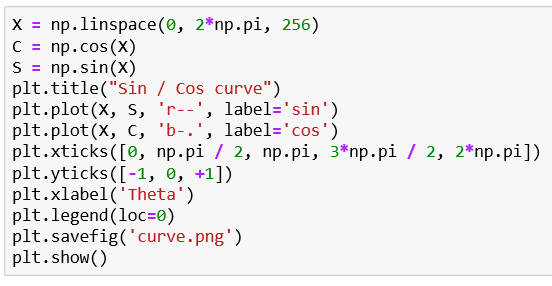 X = np.linspace(0, 2*np.pi, 256)
C = np.cos(X)
S = np.sin(X)
plt.title("Sin / Cos curve")
plt.plot(X, S, 'r--', label='sin')
plt.plot(X, C, 'b-.', label='cos')
plt.xticks([0, np.pi / 2, np.pi, 3*np.pi / 2, 2*np.pi])
plt.yticks([-1, 0, +1])
plt.xlabel('Theta')
plt.legend(loc=0)
plt.savefig('curve.png')
plt.show()